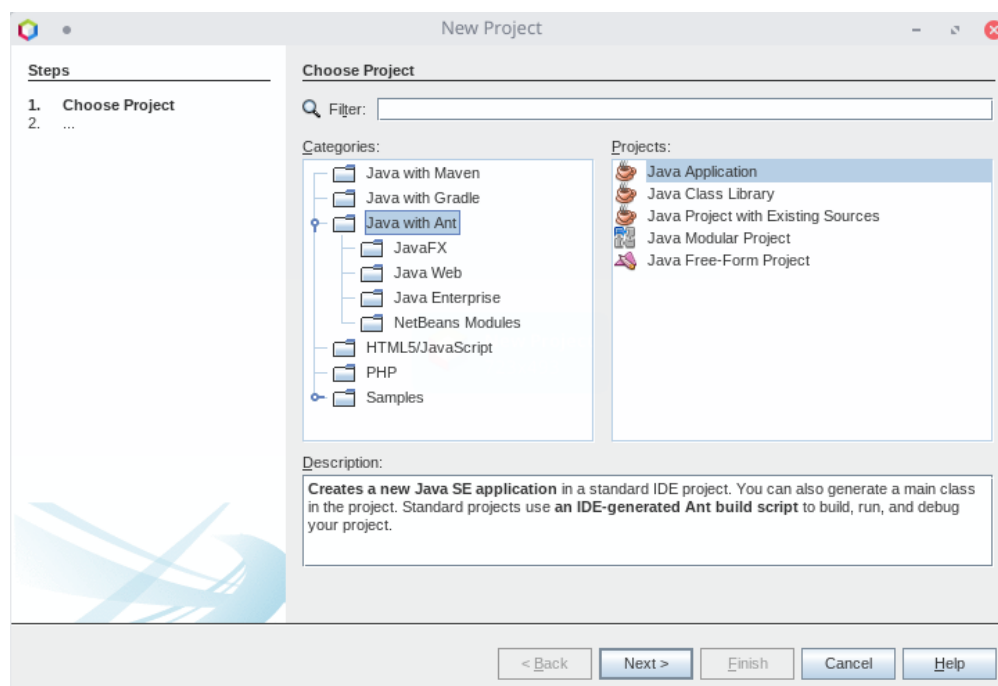 New Project
Steps
1. Choose Project
2. ...
Choose Project
Filter:
Categories:
Java with Maven
Java with Gradle
Java with Ant
JavaFX
Java Web
Java Enterprise
NetBeans Modules
HTML5/JavaScript
PHP
Samples
Projects:
Java Application
Java Class Library
Java Project with Existing Sources
Java Modular Project
Java Free-Form Project
Description:
Creates a new Java SE application in a standard IDE project. You can also generate a main class
in the project. Standard projects use an IDE-generated Ant build script to build, run, and debug
your project.
< Back
Next >
Finish
Cancel
Help